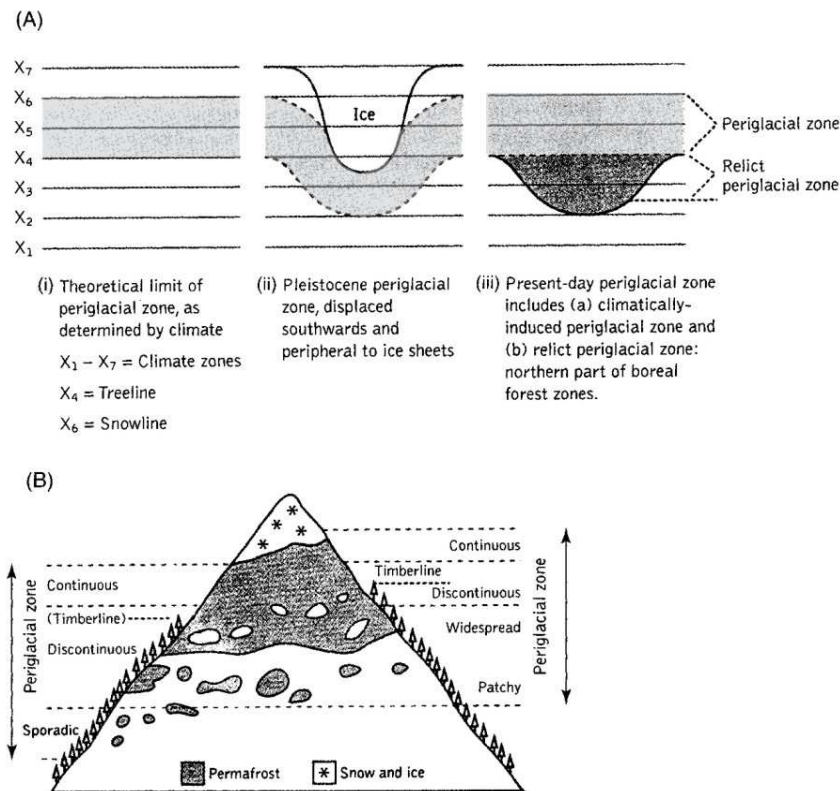 (A)
X₇
X₆
X₅
X₄
X₃
X₂
X₁
Ice
Periglacial zone
Relict
periglacial zone
(i) Theoretical limit of
periglacial zone, as
determined by climate
X₁ – X₇ = Climate zones
X₄ = Treeline
X₆ = Snowline
(ii) Pleistocene periglacial
zone, displaced
southwards and
peripheral to ice sheets
(iii) Present-day periglacial zone
includes (a) climatically-
induced periglacial zone and
(b) relict periglacial zone:
northern part of boreal
forest zones.
(B)
Periglacial zone
Continuous
(Timberline)
Discontinuous
Sporadic
Continuous
Timberline
Discontinuous
Widespread
Patchy
Periglacial zone
Permafrost
Snow and ice